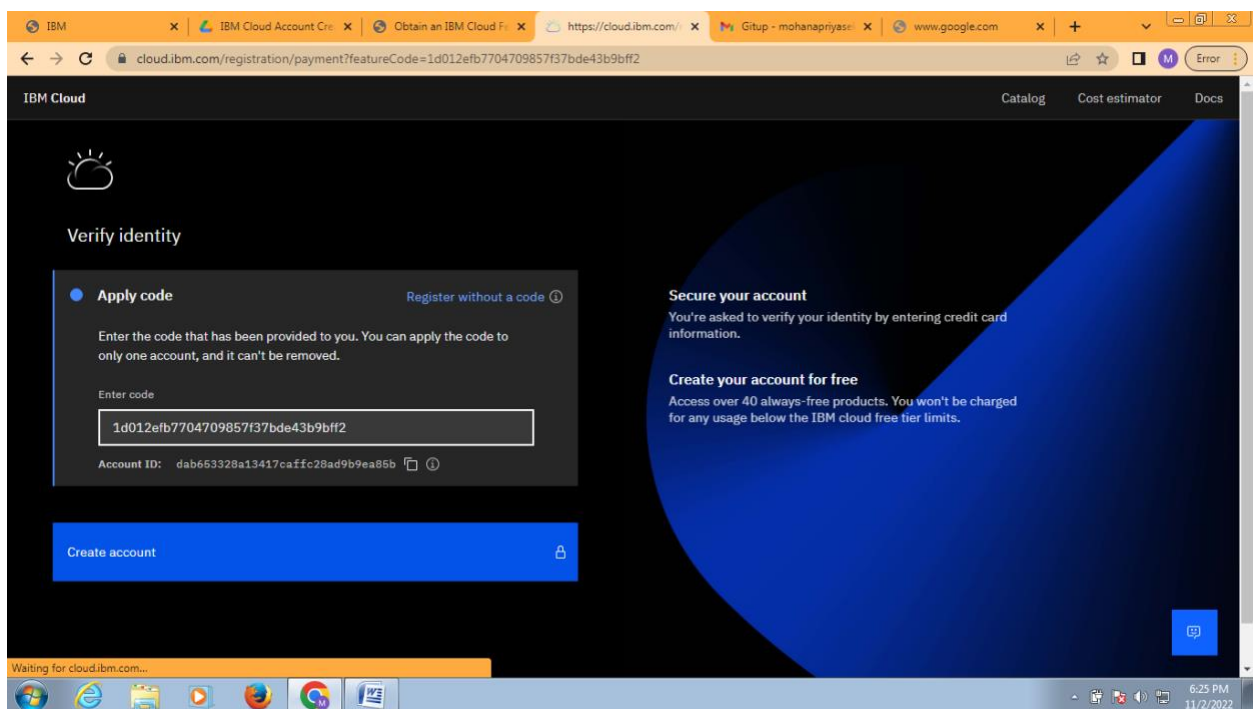 IBM
IBM Cloud Account Cre
Obtain an IBM Cloud Fe
https://cloud.ibm.com/
Gitup - mohanapriyasel
www.google.com
cloud.ibm.com/registration/payment?featureCode=1d012efb7704709857f37bde43b9bff2
M
Error
IBM Cloud
Catalog
Cost estimator
Docs
Verify identity
Apply code
Register without a code
Enter the code that has been provided to you. You can apply the code to
only one account, and it can't be removed.
Enter code
1d012efb7704709857f37bde43b9bff2
Account ID: dab653328a13417caffc28ad9b9ea85b
Create account
Secure your account
You're asked to verify your identity by entering credit card
information.
Create your account for free
Access over 40 always-free products. You won't be charged
for any usage below the IBM cloud free tier limits.
Waiting for cloud.ibm.com...
6:25 PM
11/2/2022